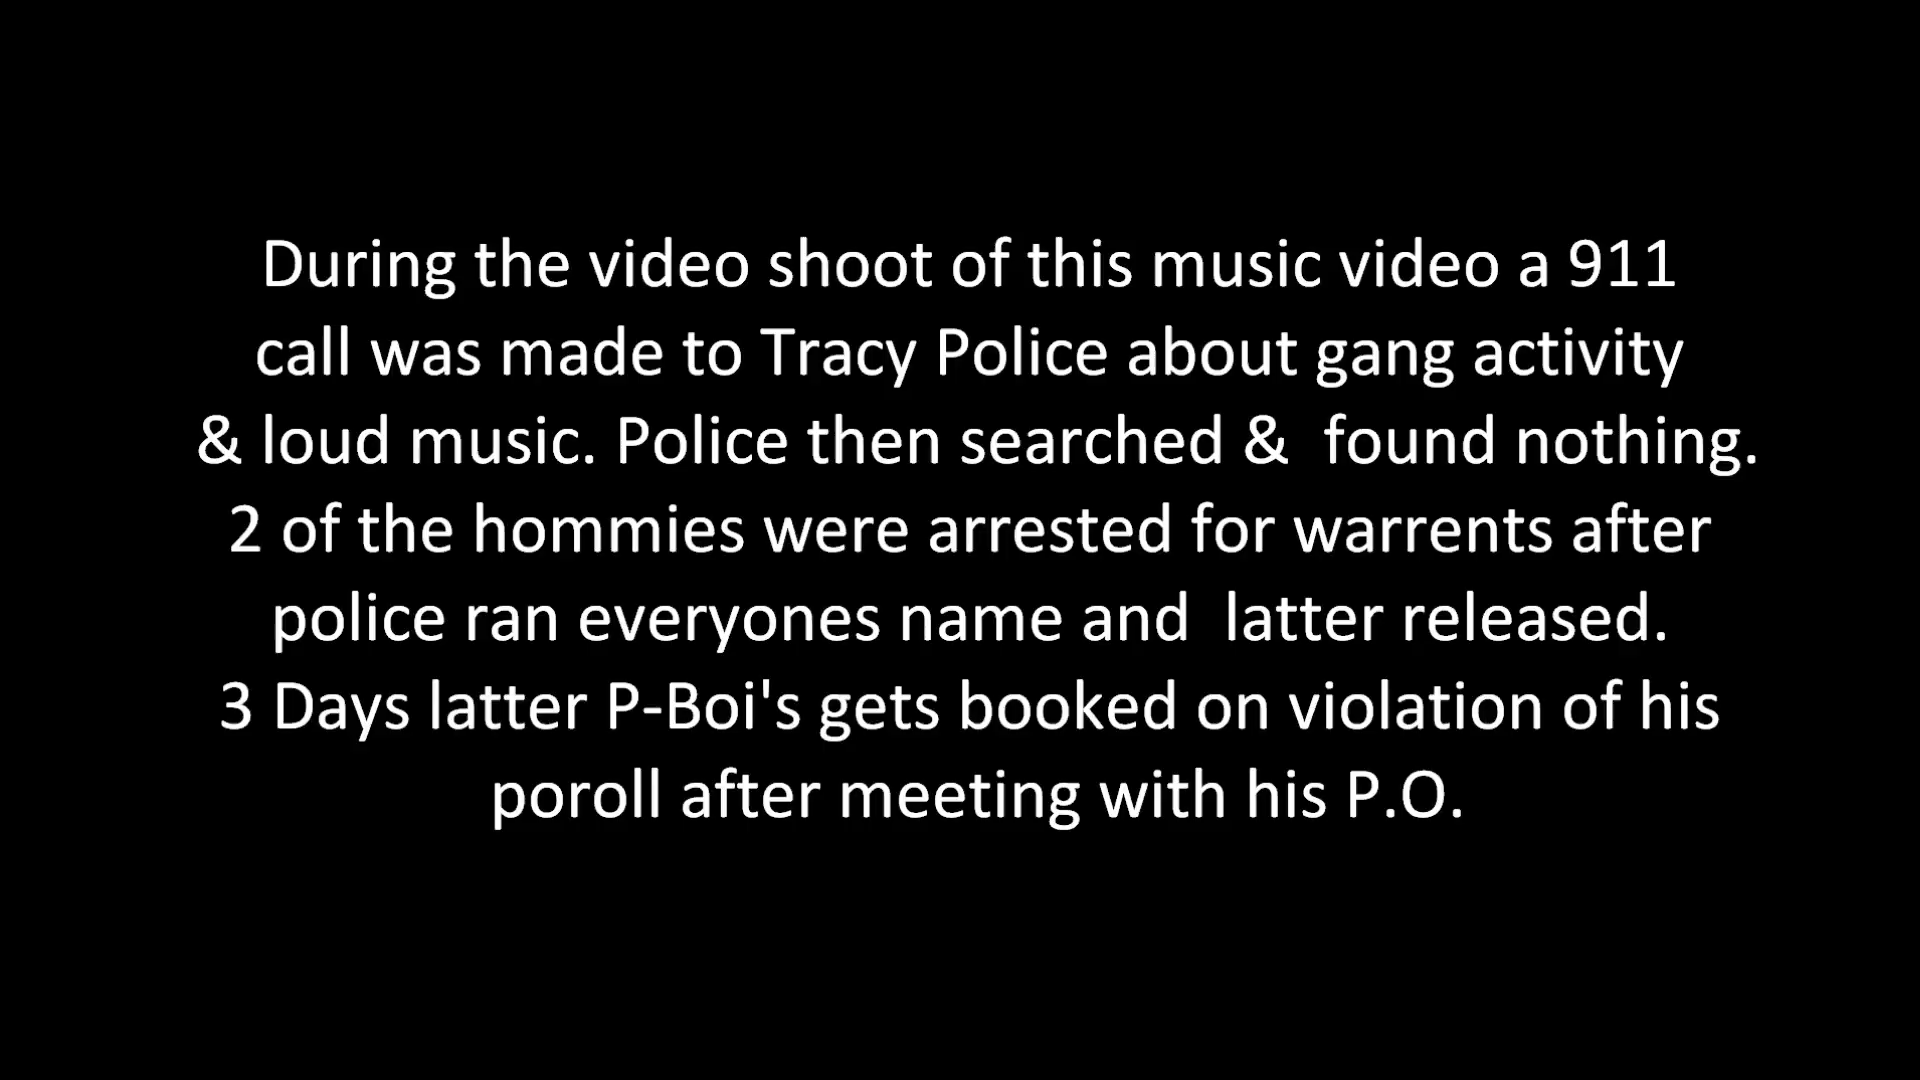 During the video shoot of this music video a 911
call was made to Tracy Police about gang activity
& loud music. Police then searched &  found nothing.
2 of the hommies were arrested for warrents after
police ran everyones name and  latter released.
3 Days latter P-Boi's gets booked on violation of his
poroll after meeting with his P.O.